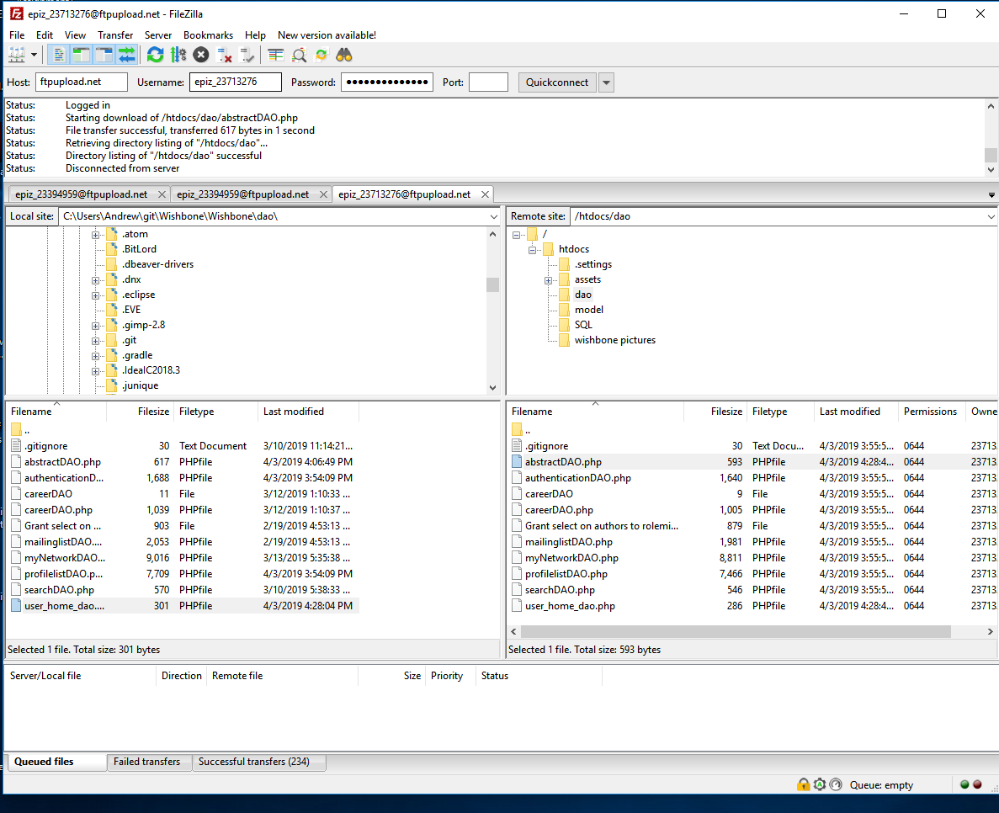 epiz_23713276@ftpupload.net - FileZilla
File Edit View Transfer Server Bookmarks Help New version available!
Host: ftpupload.net Username: epiz_23713276 Password: ●●●●●●●●●●●●●● Port: Quickconnect
Status: Logged in
Status: Starting download of /htdocs/dao/abstractDAO.php
Status: File transfer successful, transferred 617 bytes in 1 second
Status: Retrieving directory listing of "/htdocs/dao"...
Status: Directory listing of "/htdocs/dao" successful
Status: Disconnected from server
epiz_23394959@ftpupload.net epiz_23394959@ftpupload.net epiz_23713276@ftpupload.net
Local site: C:\Users\Andrew\git\Wishbone\Wishbone\dao\
.atom
.BitLord
.dbeaver-drivers
.dnx
.eclipse
.EVE
.gimp-2.8
.git
.gradle
.IdeaIC2018.3
.junique
Remote site: /htdocs/dao
/
htdocs
.settings
assets
dao
model
SQL
wishbone pictures
Filename Filesize Filetype Last modified
..
.gitignore 30 Text Document 3/10/2019 11:14:21...
abstractDAO.php 617 PHPfile 4/3/2019 4:06:49 PM
authenticationD... 1,688 PHPfile 4/3/2019 3:54:09 PM
careerDAO 11 File 3/12/2019 1:10:33 ...
careerDAO.php 1,039 PHPfile 3/12/2019 1:10:37 ...
Grant select on ... 903 File 2/19/2019 4:53:13 ...
mailinglistDAO.... 2,053 PHPfile 2/19/2019 4:53:13 ...
myNetworkDAO... 9,016 PHPfile 3/13/2019 5:35:38 ...
profilelistDAO.p... 7,709 PHPfile 4/3/2019 3:54:09 PM
searchDAO.php 570 PHPfile 3/10/2019 5:38:33 ...
user_home_dao.... 301 PHPfile 4/3/2019 4:28:04 PM
Selected 1 file. Total size: 301 bytes
Filename Filesize Filetype Last modified Permissions Owne
..
.gitignore 30 Text Docu... 4/3/2019 3:55:5... 0644 23713.
abstractDAO.php 593 PHPfile 4/3/2019 4:28:4... 0644 23713.
authenticationDAO.php 1,640 PHPfile 4/3/2019 3:55:5... 0644 23713.
careerDAO 9 File 4/3/2019 3:55:5... 0644 23713.
careerDAO.php 1,005 PHPfile 4/3/2019 3:55:5... 0644 23713.
Grant select on authors to rolemi... 879 File 4/3/2019 3:55:5... 0644 23713.
mailinglistDAO.php 1,981 PHPfile 4/3/2019 3:55:5... 0644 23713.
myNetworkDAO.php 8,811 PHPfile 4/3/2019 3:55:5... 0644 23713.
profilelistDAO.php 7,466 PHPfile 4/3/2019 3:55:5... 0644 23713.
searchDAO.php 546 PHPfile 4/3/2019 3:55:5... 0644 23713.
user_home_dao.php 286 PHPfile 4/3/2019 4:28:4... 0644 23713.
Selected 1 file. Total size: 593 bytes
Server/Local file Direction Remote file Size Priority Status
Queued files Failed transfers Successful transfers (234)
Queue: empty